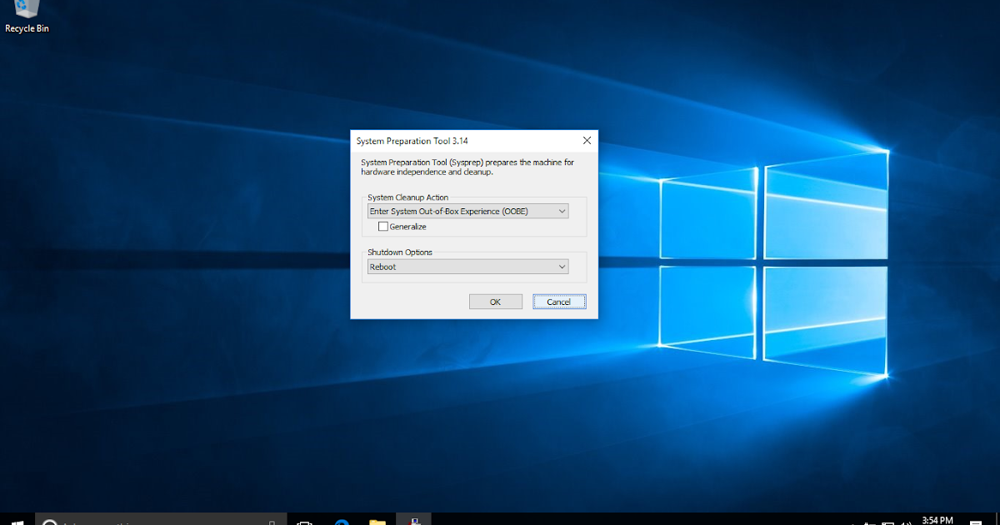 Recycle Bin
System Preparation Tool 3.14
System Preparation Tool (Sysprep) prepares the machine for
hardware independence and cleanup.
System Cleanup Action
Enter System Out-of-Box Experience (OOBE)
Generalize
Shutdown Options
Reboot
OK
Cancel
3:54 PM